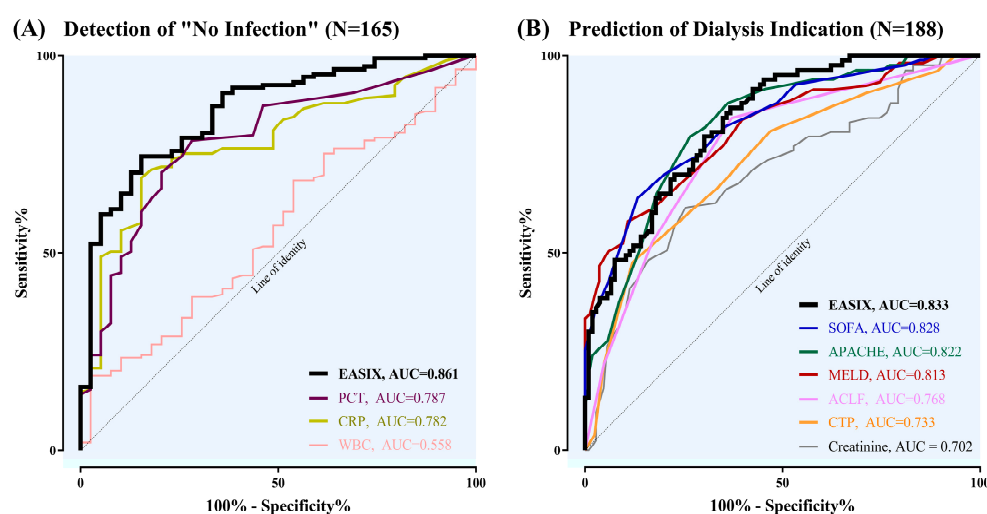 (A) Detection of "No Infection" (N=165)
100
50
0
Sensitivity%
Line of identity
EASIX, AUC=0.861
PCT, AUC=0.787
CRP, AUC=0.782
WBC, AUC=0.558
0 50 100
100% - Specificity%
(B) Prediction of Dialysis Indication (N=188)
100
50
0
Sensitivity%
Line of identity
EASIX, AUC=0.833
SOFA, AUC=0.828
APACHE, AUC=0.822
MELD, AUC=0.813
ACLF, AUC=0.768
CTP, AUC=0.733
Creatinine, AUC = 0.702
0 50 100
100% - Specificity%